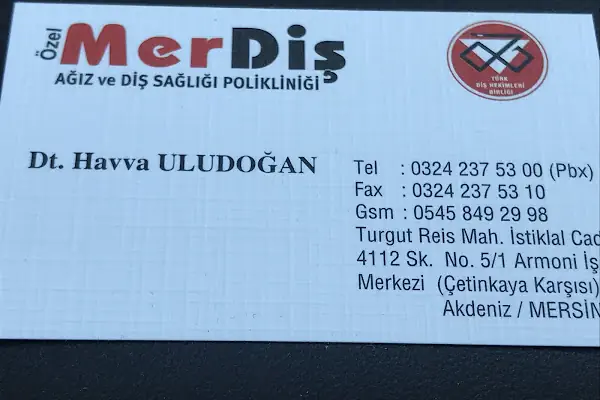 Özel
MerDiş
AĞIZ ve DİŞ SAĞLIĞI POLİKLİNİĞİ
TÜRK
DİŞ HEKİMLERİ
BİRLİĞİ
Dt. Havva ULUDOĞAN
Tel : 0324 237 53 00 (Pbx)
Fax : 0324 237 53 10
Gsm : 0545 849 29 98
Turgut Reis Mah. İstiklal Cad
4112 Sk. No. 5/1 Armoni İş
Merkezi (Çetinkaya Karşısı)
Akdeniz / MERSİN